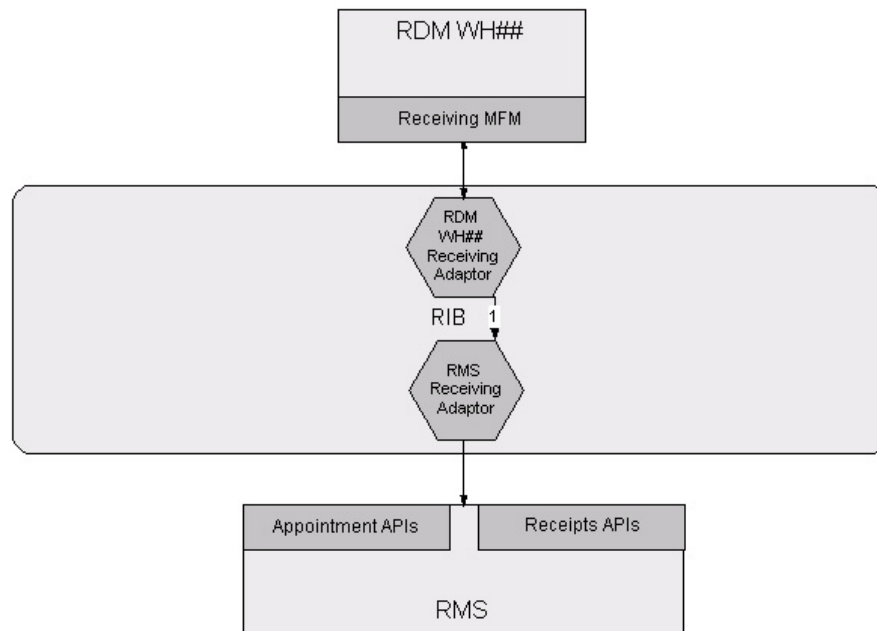 RDM WH##
Receiving MFM
RDM
WH##
Receiving
Adaptor
RIB 1
RMS
Receiving
Adaptor
Appointment APIs
Receipts APIs
RMS